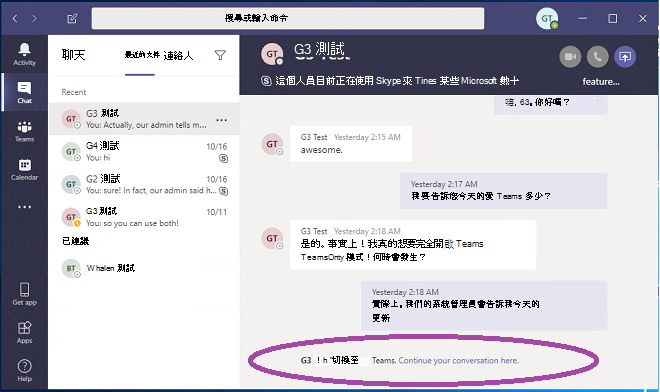 搜尋或輸入命令
GT
Activity
Chat
Teams
Calendar
Get app
Apps
Help
聊天
最近的文件 連絡人
Recent
GT
G3 測試
You: Actually, our admin tells m...
GT
G4 測試
10/16
You: hi
GT
G2 測試
10/16
You: sure! In fact, our admin said h...
GT
G3 測試
10/11
You: so you can use both!
已建議
BT
Whalen 測試
GT
G3 測試
這個人員目前正在使用 Skype 來 Tines 某些 Microsoft 數十
feature...
63。你好嗎?
GT
G3 Test Yesterday 2:15 AM
awesome.
Yesterday 2:17 AM
我要告訴您今天的愛 Teams 多少?
GT
G3 Test Yesterday 2:18 AM
是的。事實上!我真的想要完全開啟 Teams
TeamsOnty 模式!何時會發生?
Yesterday 2:18 AM
實際上。我們的系統管理員會告訴我今天的
更新
G3 !h "切換至 Teams. Continue your conversation here.